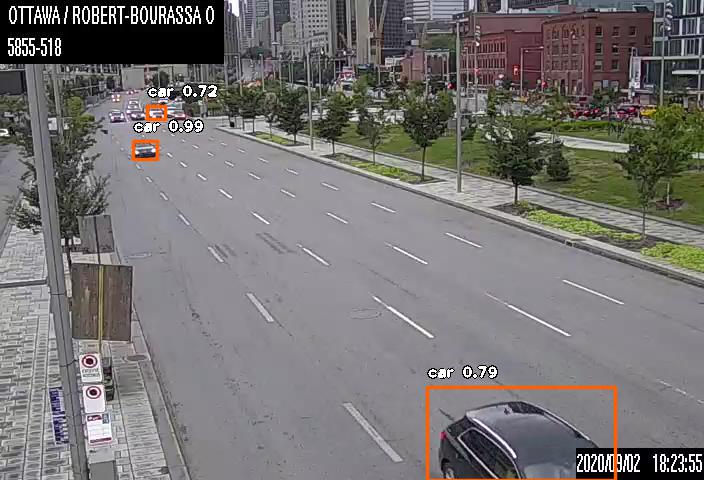 OTTAWA / ROBERT-BOURASSA O
5855-518
car 0.72
car 0.99
car 0.79
2020/09/02 18:23:55